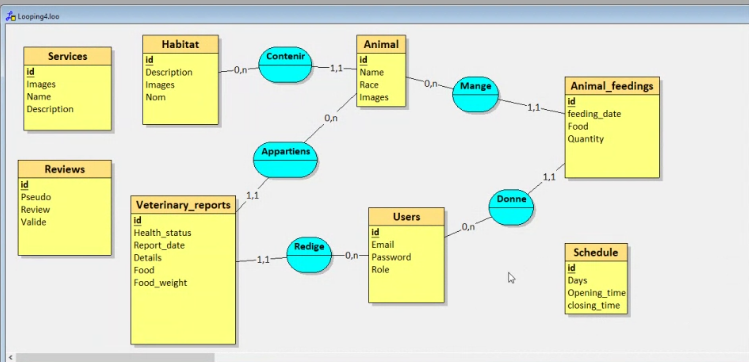 Looping4.loo
Services
id
Images
Name
Description
Habitat
id
Description
Images
Nom
0,n
Contenir
1,1
Animal
id
Name
Race
Images
0,n
Mange
1,1
Animal_feedings
id
feeding_date
Food
Quantity
0,n
Appartiens
1,1
Reviews
id
Pseudo
Review
Valide
Veterinary_reports
id
Health_status
Report_date
Details
Food
Food_weight
1,1
Redige
0,n
Users
id
Email
Password
Role
0,n
Donne
1,1
Schedule
id
Days
Opening_time
closing_time